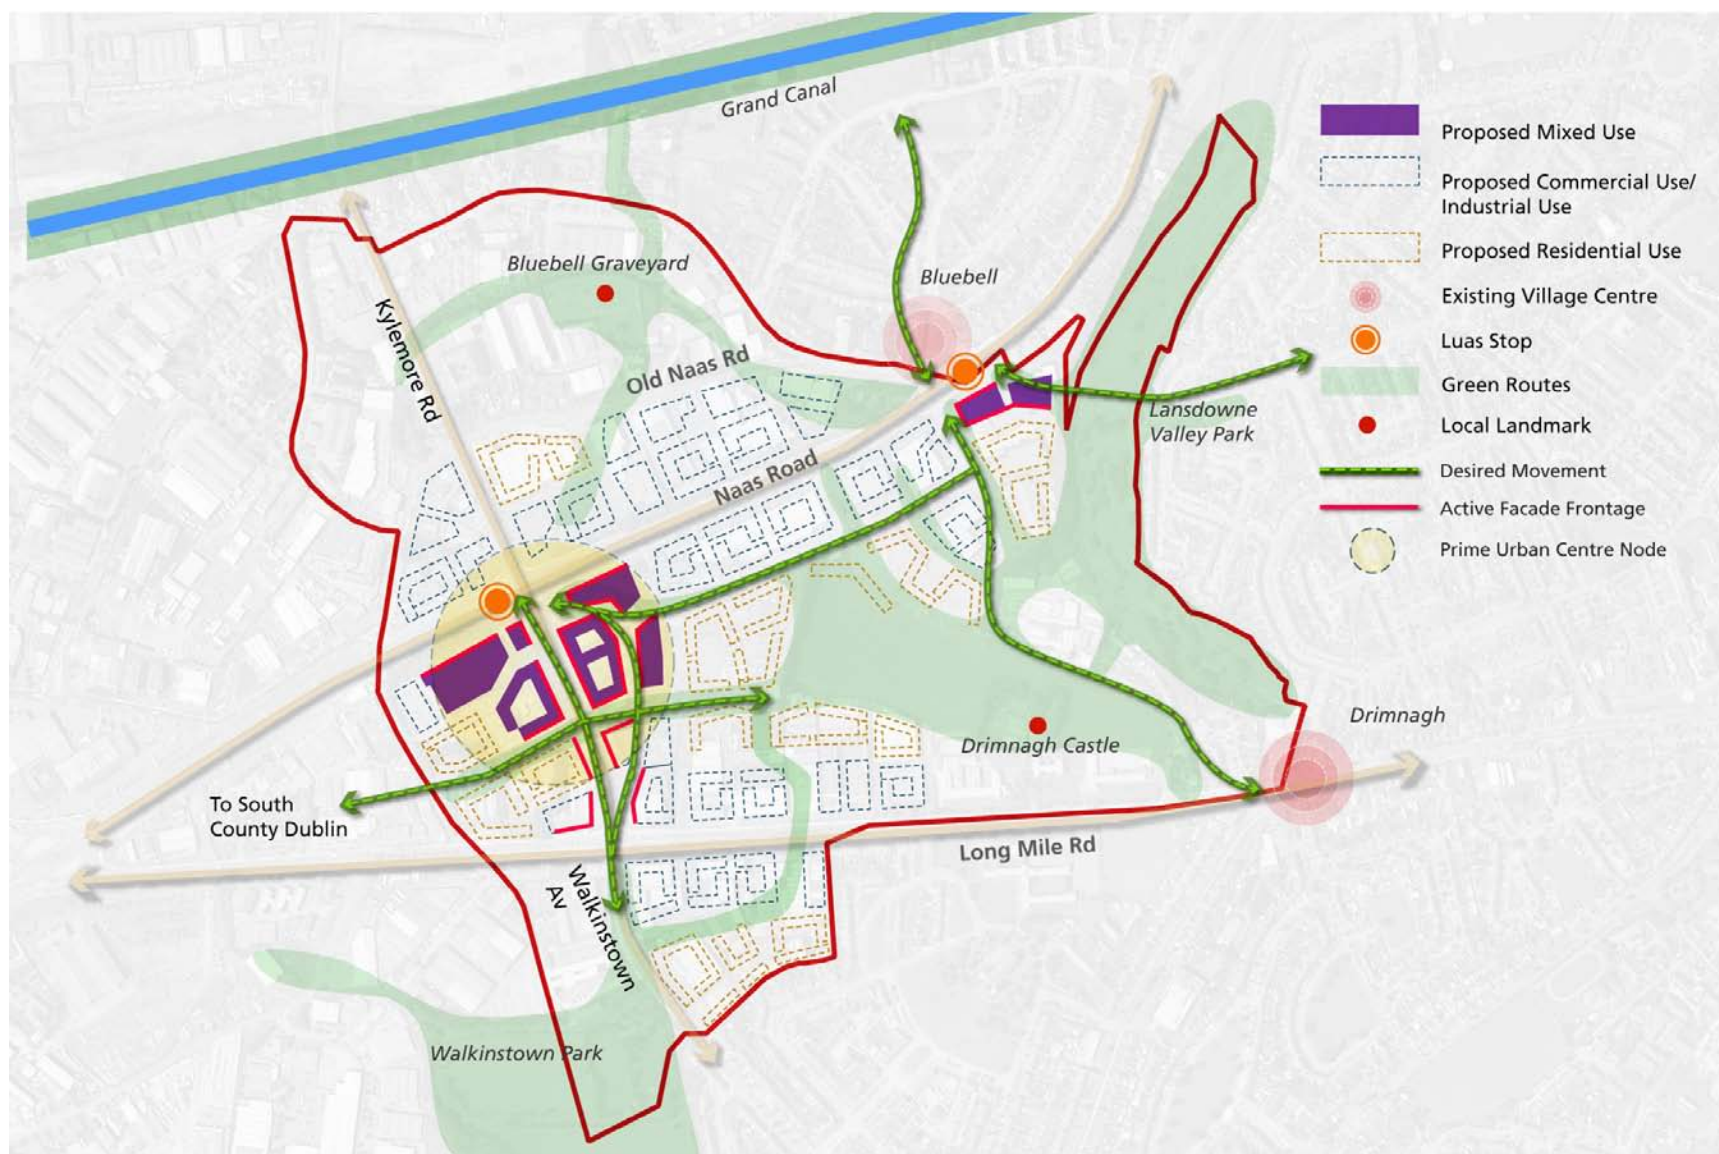 Grand Canal
Bluebell Graveyard
Bluebell
Kylemore Rd
Old Naas Rd
Naas Road
Lansdowne
Valley Park
Drimnagh
Drimnagh Castle
To South
County Dublin
Long Mile Rd
Walkinstown
Av
Walkinstown Park
Proposed Mixed Use
Proposed Commercial Use/
Industrial Use
Proposed Residential Use
Existing Village Centre
Luas Stop
Green Routes
Local Landmark
Desired Movement
Active Facade Frontage
Prime Urban Centre Node